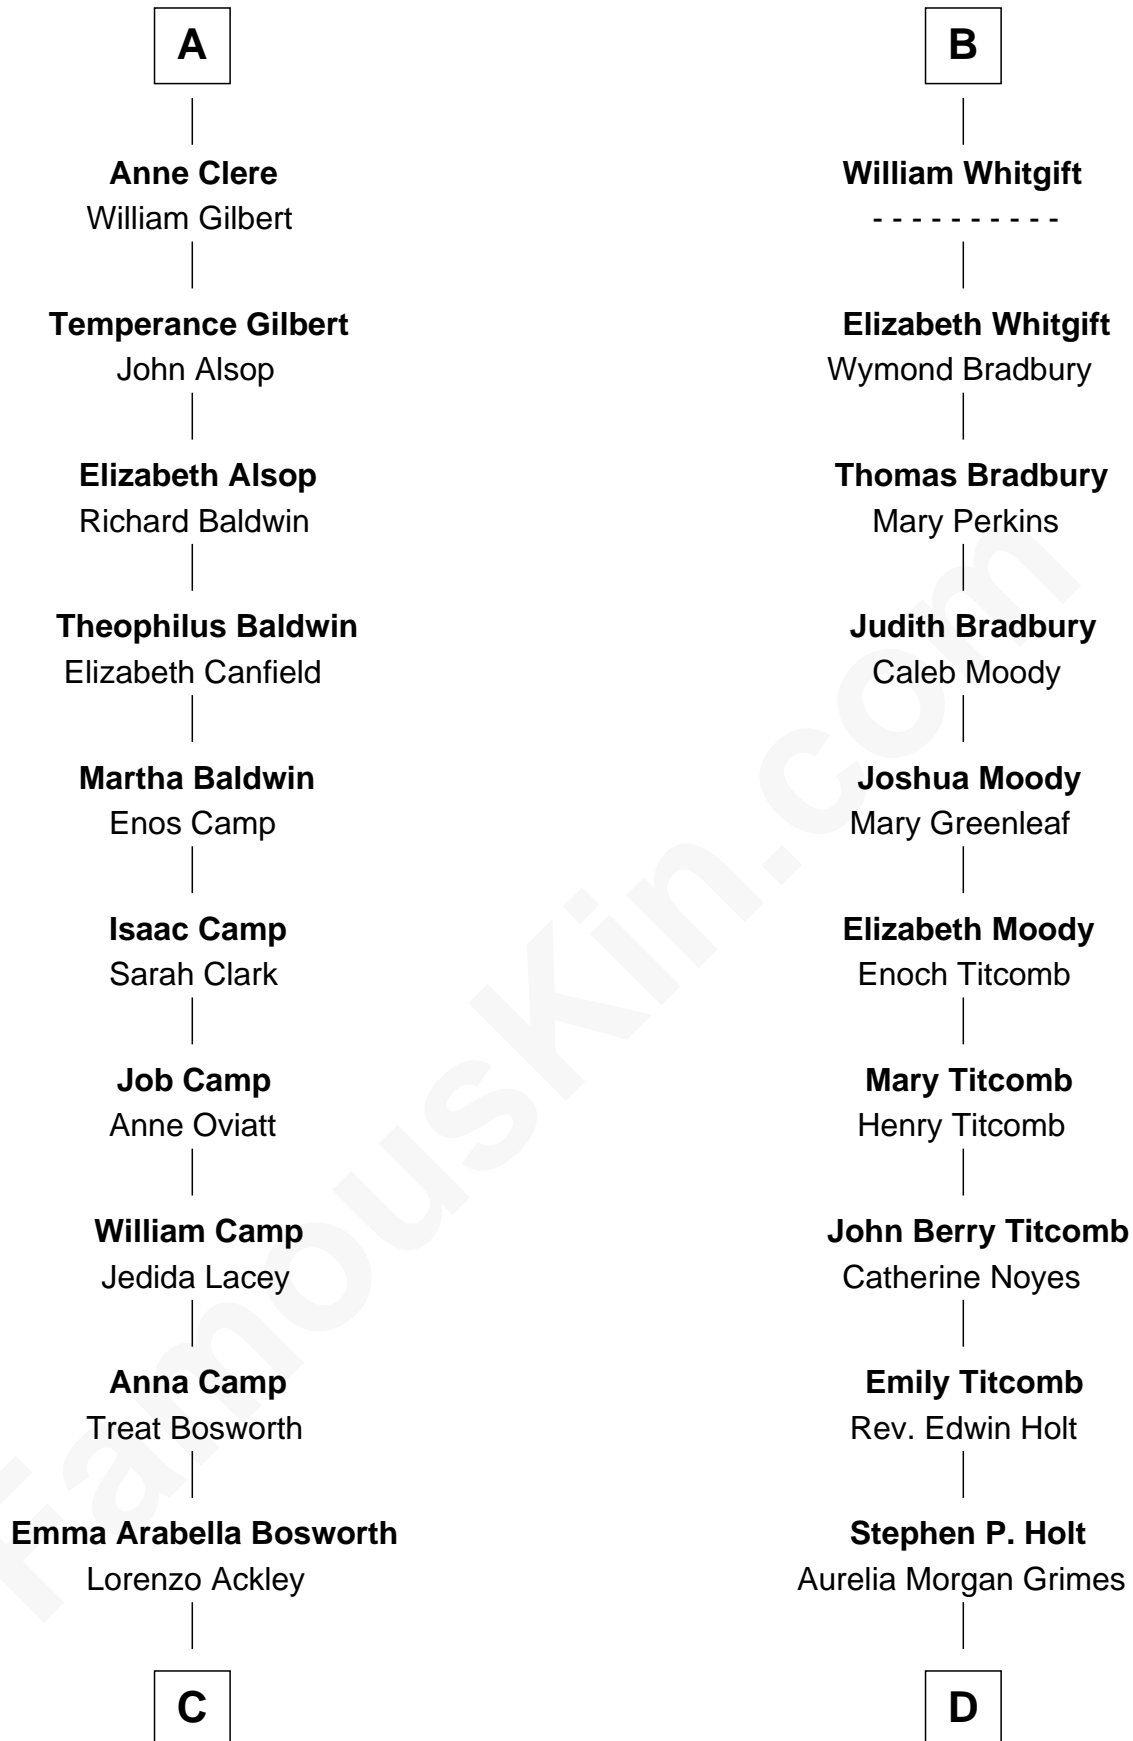 A
Anne Clere
William Gilbert
Temperance Gilbert
John Alsop
Elizabeth Alsop
Richard Baldwin
Theophilus Baldwin
Elizabeth Canfield
Martha Baldwin
Enos Camp
Isaac Camp
Sarah Clark
Job Camp
Anne Oviatt
William Camp
Jedida Lacey
Anna Camp
Treat Bosworth
Emma Arabella Bosworth
Lorenzo Ackley
C
B
William Whitgift
- - - - - - - - - -
Elizabeth Whitgift
Wymond Bradbury
Thomas Bradbury
Mary Perkins
Judith Bradbury
Caleb Moody
Joshua Moody
Mary Greenleaf
Elizabeth Moody
Enoch Titcomb
Mary Titcomb
Henry Titcomb
John Berry Titcomb
Catherine Noyes
Emily Titcomb
Rev. Edwin Holt
Stephen P. Holt
Aurelia Morgan Grimes
D
FamousKin.com